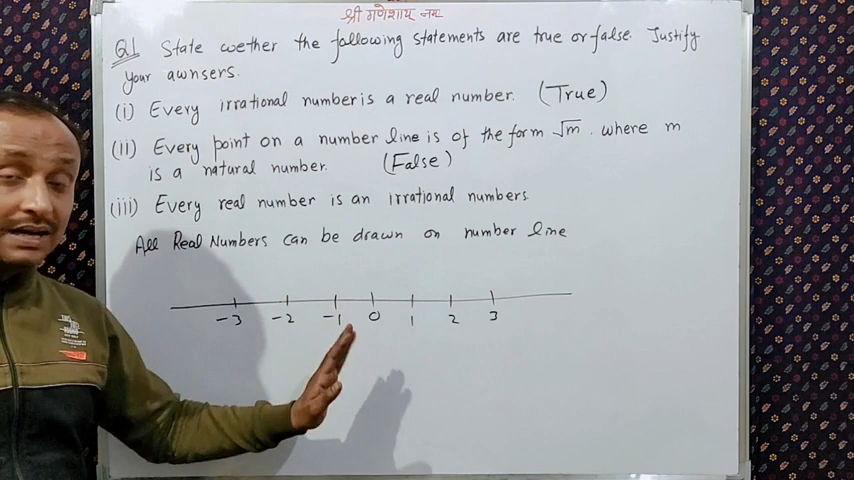 श्री गणेशाय नमः
Q1 State wether the following statements are true or false. Justify
your awnsers.
(i) Every irrational number is a real number. (True)
(ii) Every point on a number line is of the form √m. where m
is a natural number. (False)
(iii) Every real number is an irrational numbers.
All Real Numbers can be drawn on number line
-3 -2 -1 0 1 2 3